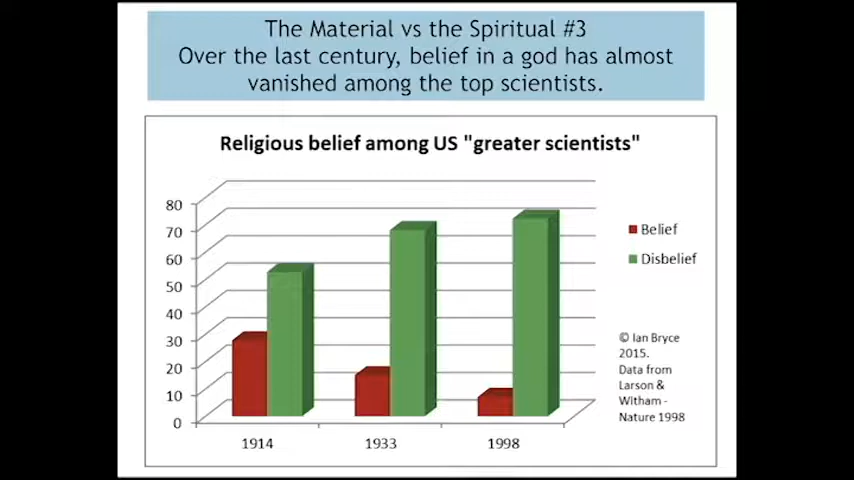 The Material vs the Spiritual #3
Over the last century, belief in a god has almost
vanished among the top scientists.
Religious belief among US "greater scientists"
80
70
60
50
40
30
20
10
0
1914
1933
1998
Belief
Disbelief
© Ian Bryce
2015.
Data from
Larson &
Witham -
Nature 1998